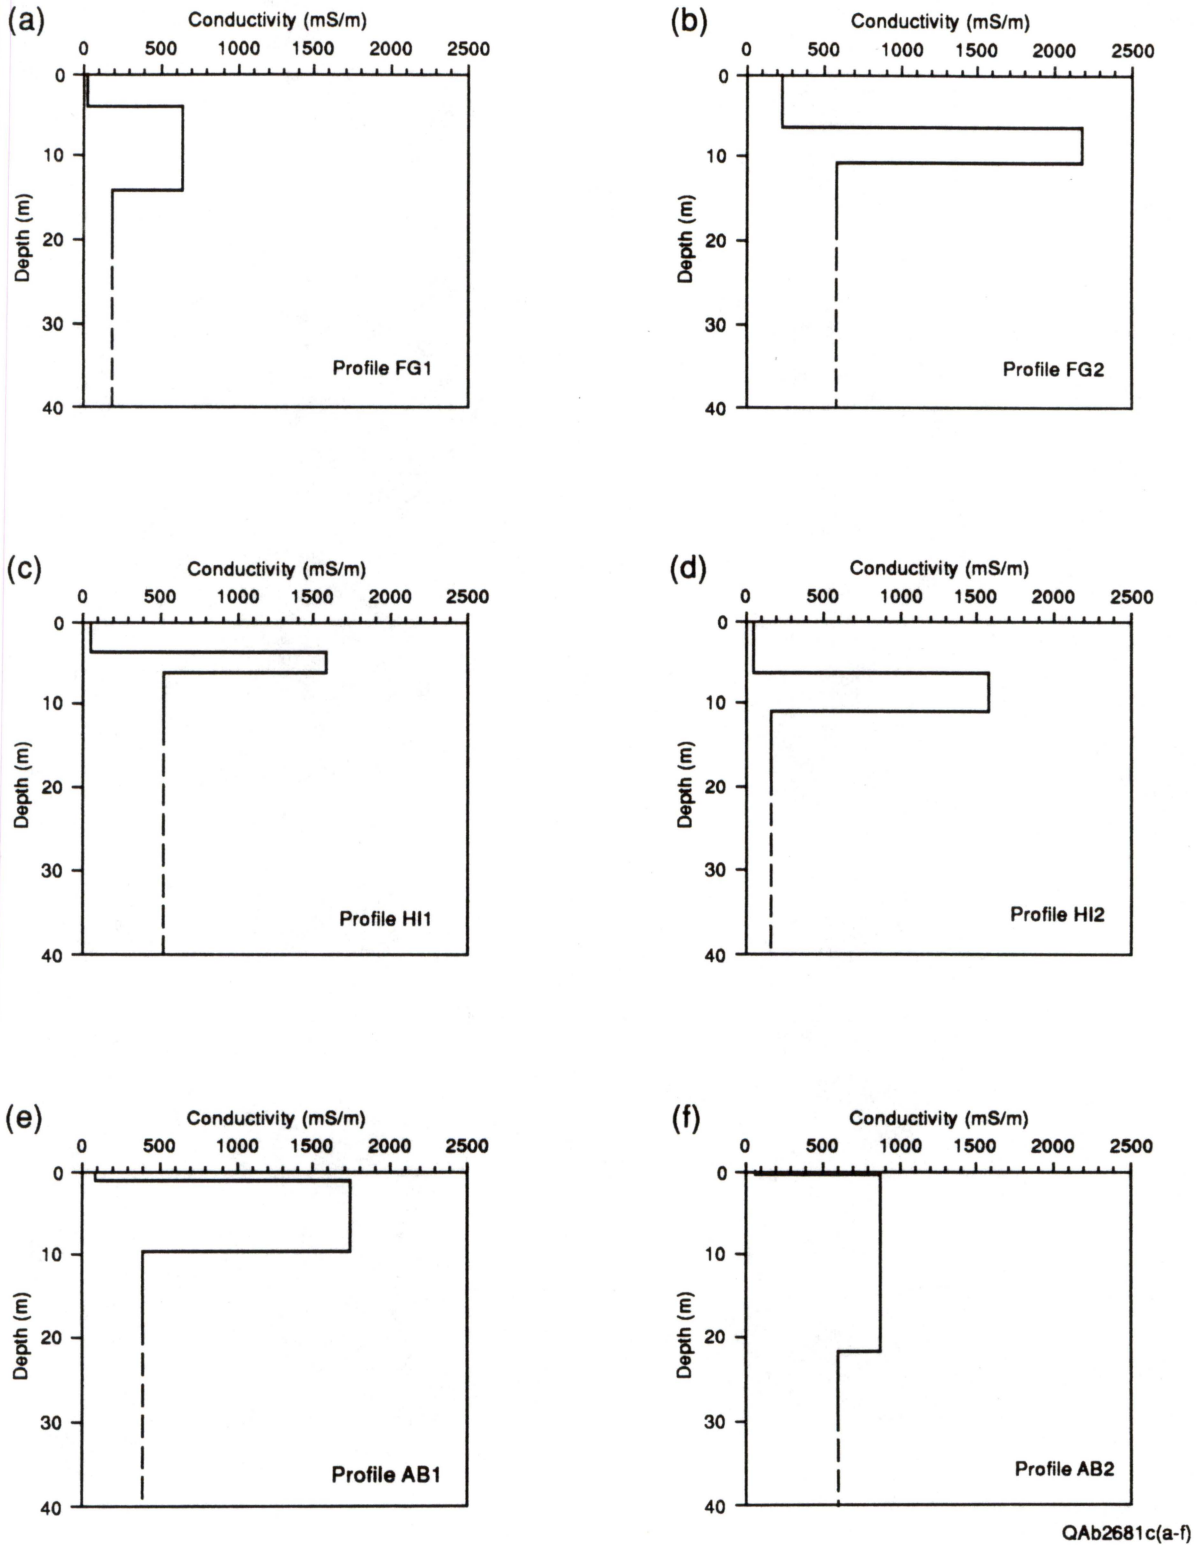 (a)
Conductivity (mS/m)
0 500 1000 1500 2000 2500
0
10
20
30
40
Depth (m)
Profile FG1
(b)
Conductivity (mS/m)
0 500 1000 1500 2000 2500
0
10
20
30
40
Depth (m)
Profile FG2
(c)
Conductivity (mS/m)
0 500 1000 1500 2000 2500
0
10
20
30
40
Depth (m)
Profile HI1
(d)
Conductivity (mS/m)
0 500 1000 1500 2000 2500
0
10
20
30
40
Depth (m)
Profile HI2
(e)
Conductivity (mS/m)
0 500 1000 1500 2000 2500
0
10
20
30
40
Depth (m)
Profile AB1
(f)
Conductivity (mS/m)
0 500 1000 1500 2000 2500
0
10
20
30
40
Depth (m)
Profile AB2
QAb2681c(a-f)